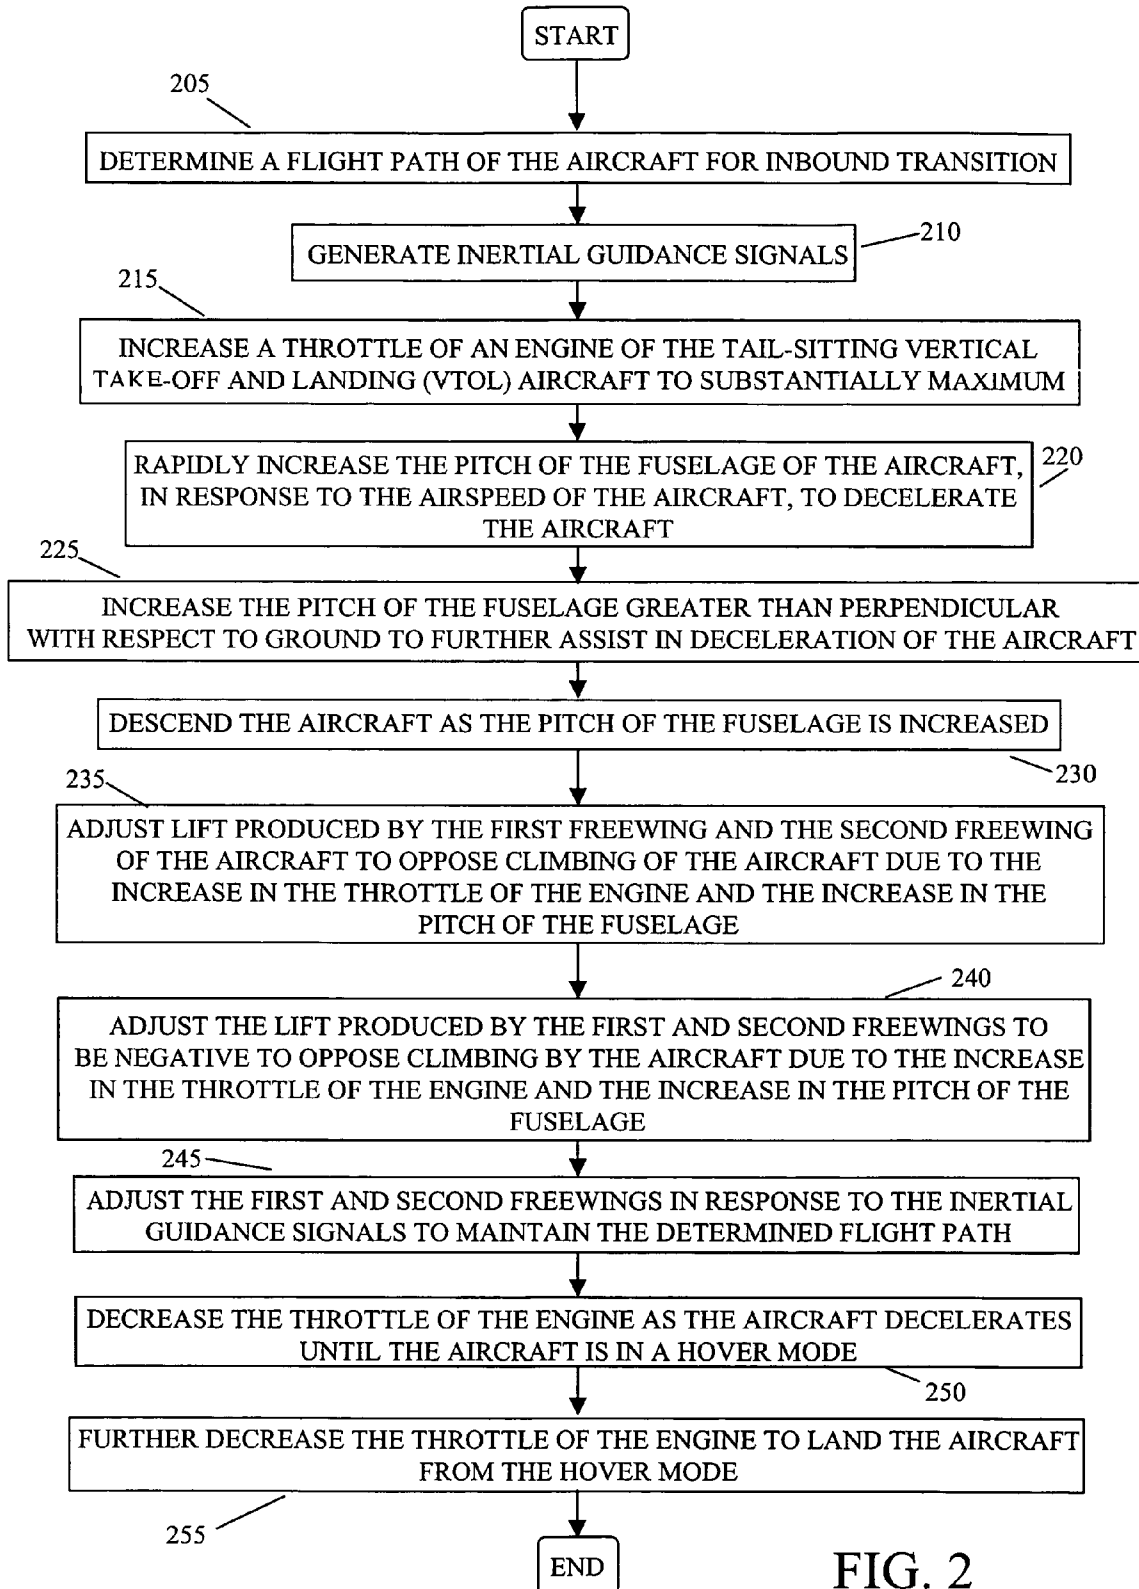 START
205
DETERMINE A FLIGHT PATH OF THE AIRCRAFT FOR INBOUND TRANSITION
210
GENERATE INERTIAL GUIDANCE SIGNALS
215
INCREASE A THROTTLE OF AN ENGINE OF THE TAIL-SITTING VERTICAL
TAKE-OFF AND LANDING (VTOL) AIRCRAFT TO SUBSTANTIALLY MAXIMUM
220
RAPIDLY INCREASE THE PITCH OF THE FUSELAGE OF THE AIRCRAFT,
IN RESPONSE TO THE AIRSPEED OF THE AIRCRAFT, TO DECELERATE
THE AIRCRAFT
225
INCREASE THE PITCH OF THE FUSELAGE GREATER THAN PERPENDICULAR
WITH RESPECT TO GROUND TO FURTHER ASSIST IN DECELERATION OF THE AIRCRAFT
DESCEND THE AIRCRAFT AS THE PITCH OF THE FUSELAGE IS INCREASED
230
235
ADJUST LIFT PRODUCED BY THE FIRST FREEWING AND THE SECOND FREEWING
OF THE AIRCRAFT TO OPPOSE CLIMBING OF THE AIRCRAFT DUE TO THE
INCREASE IN THE THROTTLE OF THE ENGINE AND THE INCREASE IN THE
PITCH OF THE FUSELAGE
240
ADJUST THE LIFT PRODUCED BY THE FIRST AND SECOND FREEWINGS TO
BE NEGATIVE TO OPPOSE CLIMBING BY THE AIRCRAFT DUE TO THE INCREASE
IN THE THROTTLE OF THE ENGINE AND THE INCREASE IN THE PITCH OF THE
FUSELAGE
245
ADJUST THE FIRST AND SECOND FREEWINGS IN RESPONSE TO THE INERTIAL
GUIDANCE SIGNALS TO MAINTAIN THE DETERMINED FLIGHT PATH
DECREASE THE THROTTLE OF THE ENGINE AS THE AIRCRAFT DECELERATES
UNTIL THE AIRCRAFT IS IN A HOVER MODE
250
FURTHER DECREASE THE THROTTLE OF THE ENGINE TO LAND THE AIRCRAFT
FROM THE HOVER MODE
255
END
FIG. 2